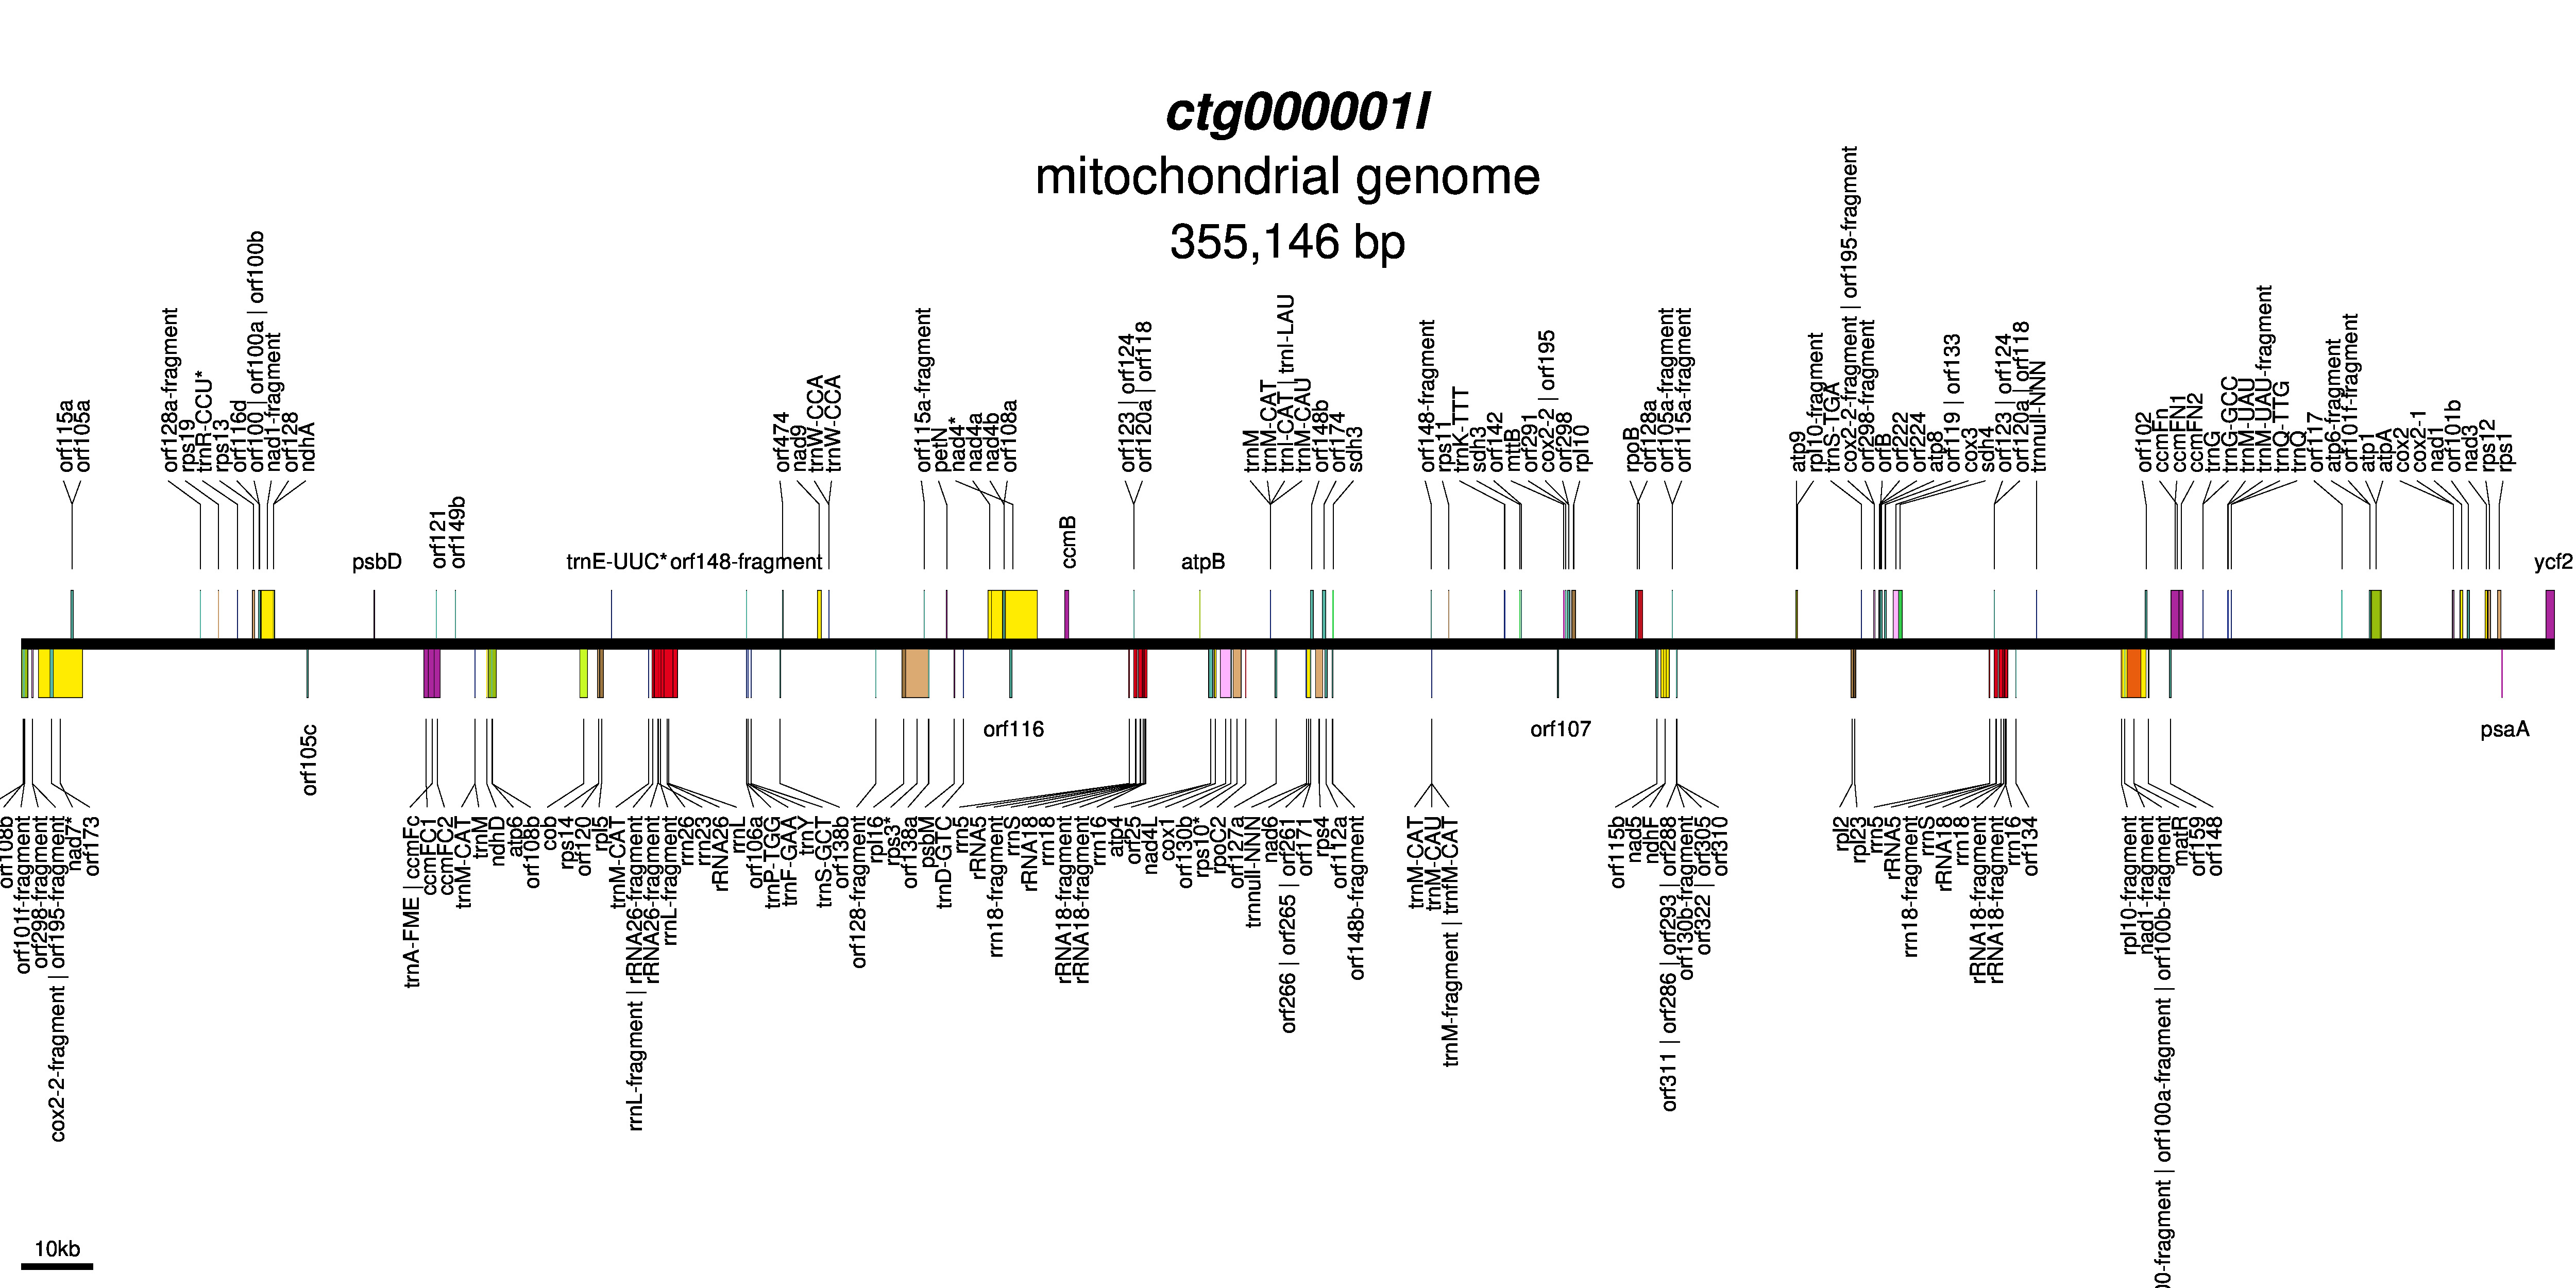 ctg000001l
mitochondrial genome
355,146 bp
orf115a
orf105a
orf128a-fragment
rps19
trnR-CCU*
rps13
orf116d
orf100 | orf100a | orf100b
nad1-fragment
orf128
ndhA
psbD
orf121
orf149b
trnE-UUC*
orf148-fragment
orf474
nad9
trnW-CCA
trnW-CCA
orf115a-fragment
petN
nad4*
nad4a
nad4b
orf108a
ccmB
orf123 | orf124
orf120a | orf118
atpB
trnM
trnM-CAT
trnI-CAT | trnI-LAU
trnM-CAU
orf148b
orf174
sdh3
orf148-fragment
rps11
trnK-TTT
sdh3
orf142
mttB
orf291
cox2-2 | orf195
orf298
rpl10
rpoB
orf128a
orf105a-fragment
orf115a-fragment
atp9
rpl10-fragment
trnS-TGA
cox2-2-fragment | orf195-fragment
orf298-fragment
orfB
orf222
orf224
atp8
orf119 | orf133
cox3
sdh4
orf123 | orf124
orf120a | orf118
trnnull-NNN
orf102
ccmFn
ccmFN1
ccmFN2
trnG
trnG-GCC
trnM-UAU
trnM-UAU-fragment
trnQ-TTG
trnQ
orf117
atp6-fragment
orf101f-fragment
atp1
atpA
cox2
cox2-1
nad1
orf101b
nad3
rps12
rps1
ycf2
orf108b
orf101f-fragment
orf298-fragment
cox2-2-fragment | orf195-fragment
nad7*
orf173
orf105c
trnA-FME | ccmFc
ccmFC1
ccmFC2
trnM-CAT
trnM
ndhD
atp6
orf108b
cob
rps14
orf120
rpl5
trnM-CAT
rrnL-fragment | rRNA26-fragment
rRNA26-fragment
rrnL-fragment
rrn26
rrn23
rRNA26
rrnL
orf106a
trnP-TGG
trnF-GAA
trnY
trnS-GCT
orf138b
orf128-fragment
rpl16
rps3*
orf138a
psbM
trnD-GTC
rrn5
rRNA5
rrn18-fragment
rrnS
rRNA18
rrn18
rRNA18-fragment
rRNA18-fragment
rrn16
orf116
atp4
orf25
nad4L
cox1
orf130b
rps10*
rpoC2
orf127a
trnnull-NNN
nad6
orf266 | orf265 | orf261
orf171
rps4
orf112a
orf148b-fragment
trnM-CAT
trnM-CAU
trnM-fragment | trnfM-CAT
orf107
orf115b
nad5
ndhF
orf311 | orf286 | orf293 | orf288
orf130b-fragment
orf322 | orf305
orf310
rpl2
rpl23
rrn5
rRNA5
rrn18-fragment
rrnS
rRNA18
rrn18
rRNA18-fragment
rRNA18-fragment
rrn16
orf134
rpl10-fragment
nad1-fragment
00-fragment | orf100a-fragment | orf100b-fragment
matR
orf159
orf148
psaA
10kb